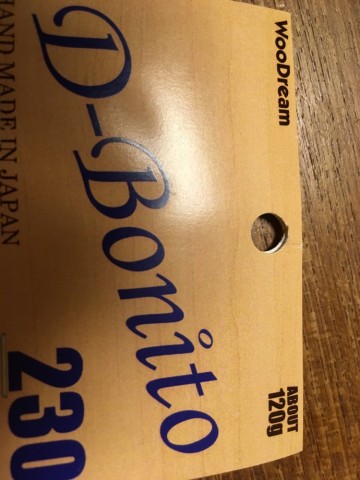 WooDream
ABOUT
120g
D-Bonito
230
HAND MADE IN JAPAN